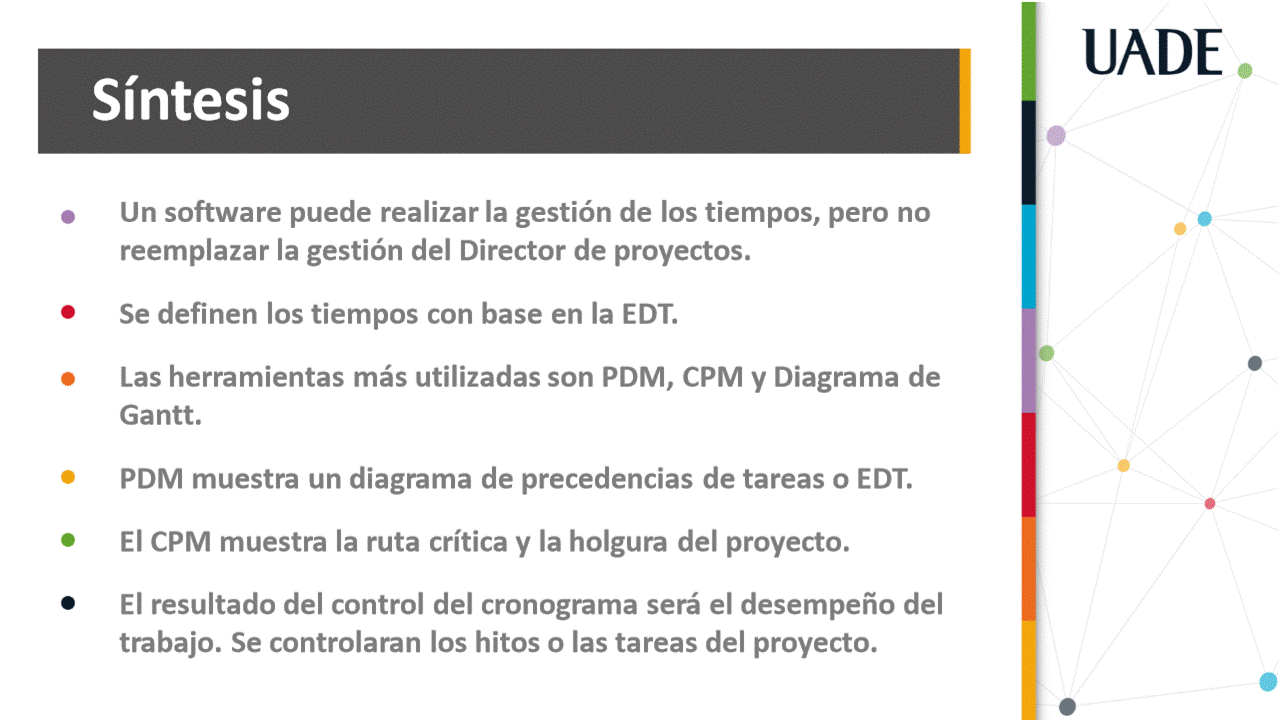 UADE
Síntesis
Un software puede realizar la gestión de los tiempos, pero no
reemplazar la gestión del Director de proyectos.
Se definen los tiempos con base en la EDT.
Las herramientas más utilizadas son PDM, CPM y Diagrama de
Gantt.
PDM muestra un diagrama de precedencias de tareas o EDT.
El CPM muestra la ruta crítica y la holgura del proyecto.
El resultado del control del cronograma será el desempeño del
trabajo. Se controlaran los hitos o las tareas del proyecto.